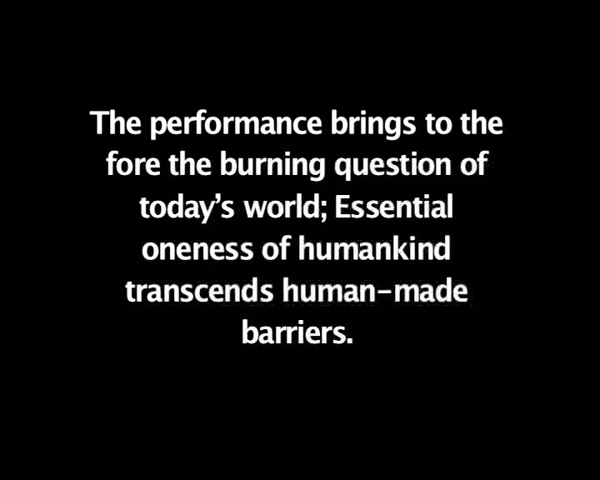 The performance brings to the
fore the burning question of
today’s world; Essential
oneness of humankind
transcends human-made
barriers.